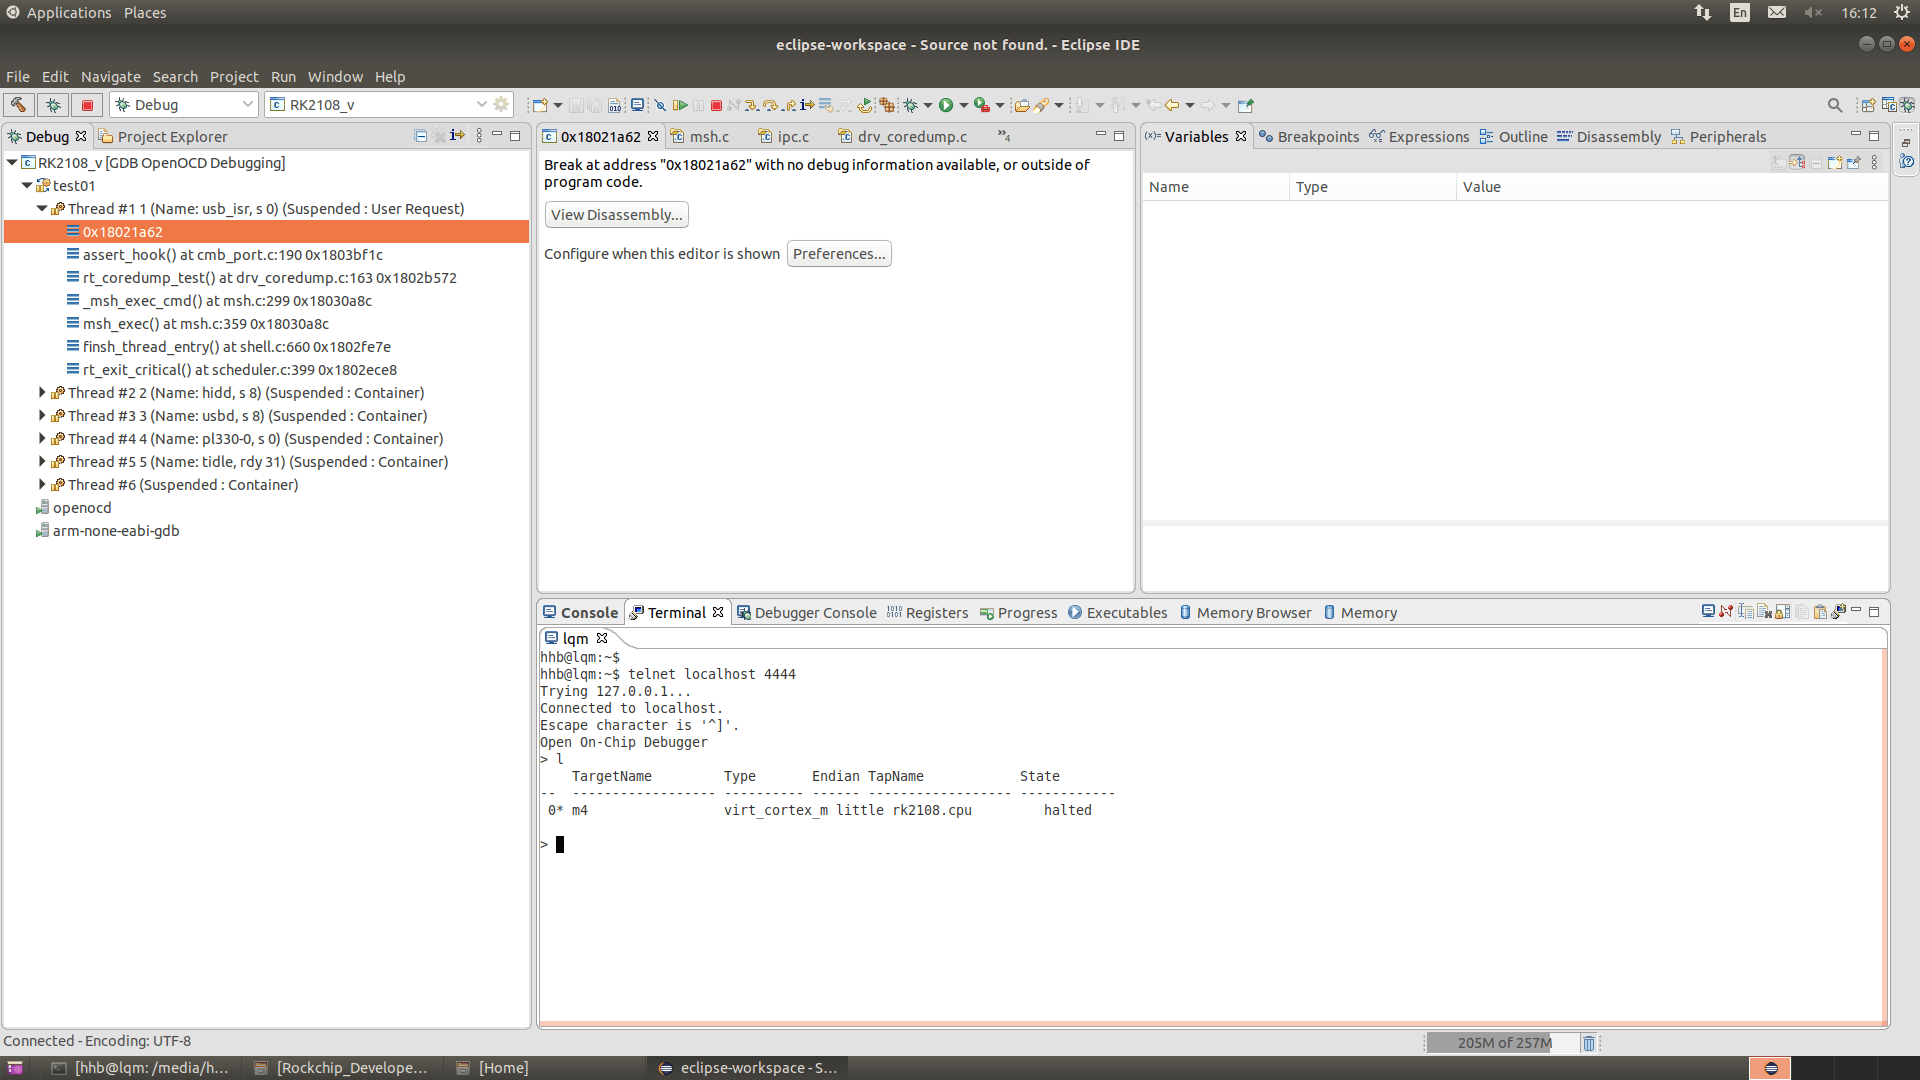 Applications Places
En 16:12
eclipse-workspace - Source not found. - Eclipse IDE
File Edit Navigate Search Project Run Window Help
Debug
RK2108_v
Debug Project Explorer
RK2108_v [GDB OpenOCD Debugging]
test01
Thread #1 1 (Name: usb_isr, s 0) (Suspended : User Request)
0x18021a62
assert_hook() at cmb_port.c:190 0x1803bf1c
rt_coredump_test() at drv_coredump.c:163 0x1802b572
_msh_exec_cmd() at msh.c:299 0x18030a8c
msh_exec() at msh.c:359 0x18030a8c
finsh_thread_entry() at shell.c:660 0x1802fe7e
rt_exit_critical() at scheduler.c:399 0x1802ece8
Thread #2 2 (Name: hidd, s 8) (Suspended : Container)
Thread #3 3 (Name: usbd, s 8) (Suspended : Container)
Thread #4 4 (Name: pl330-0, s 0) (Suspended : Container)
Thread #5 5 (Name: tidle, rdy 31) (Suspended : Container)
Thread #6 (Suspended : Container)
openocd
arm-none-eabi-gdb
0x18021a62 msh.c ipc.c drv_coredump.c »4
Break at address "0x18021a62" with no debug information available, or outside of
program code.
View Disassembly...
Configure when this editor is shown Preferences...
(x)= Variables Breakpoints Expressions Outline Disassembly Peripherals
Name Type Value
Console Terminal Debugger Console Registers Progress Executables Memory Browser Memory
lqm
hhb@lqm:~$
hhb@lqm:~$ telnet localhost 4444
Trying 127.0.0.1...
Connected to localhost.
Escape character is '^]'.
Open On-Chip Debugger
> l
    TargetName         Type       Endian TapName            State
--  ------------------ ---------- ------ ------------------ ------------
 0* m4                 virt_cortex_m little rk2108.cpu         halted
>
Connected - Encoding: UTF-8
205M of 257M
[hhb@lqm: /media/h... [Rockchip_Develope... [Home] eclipse-workspace - S...